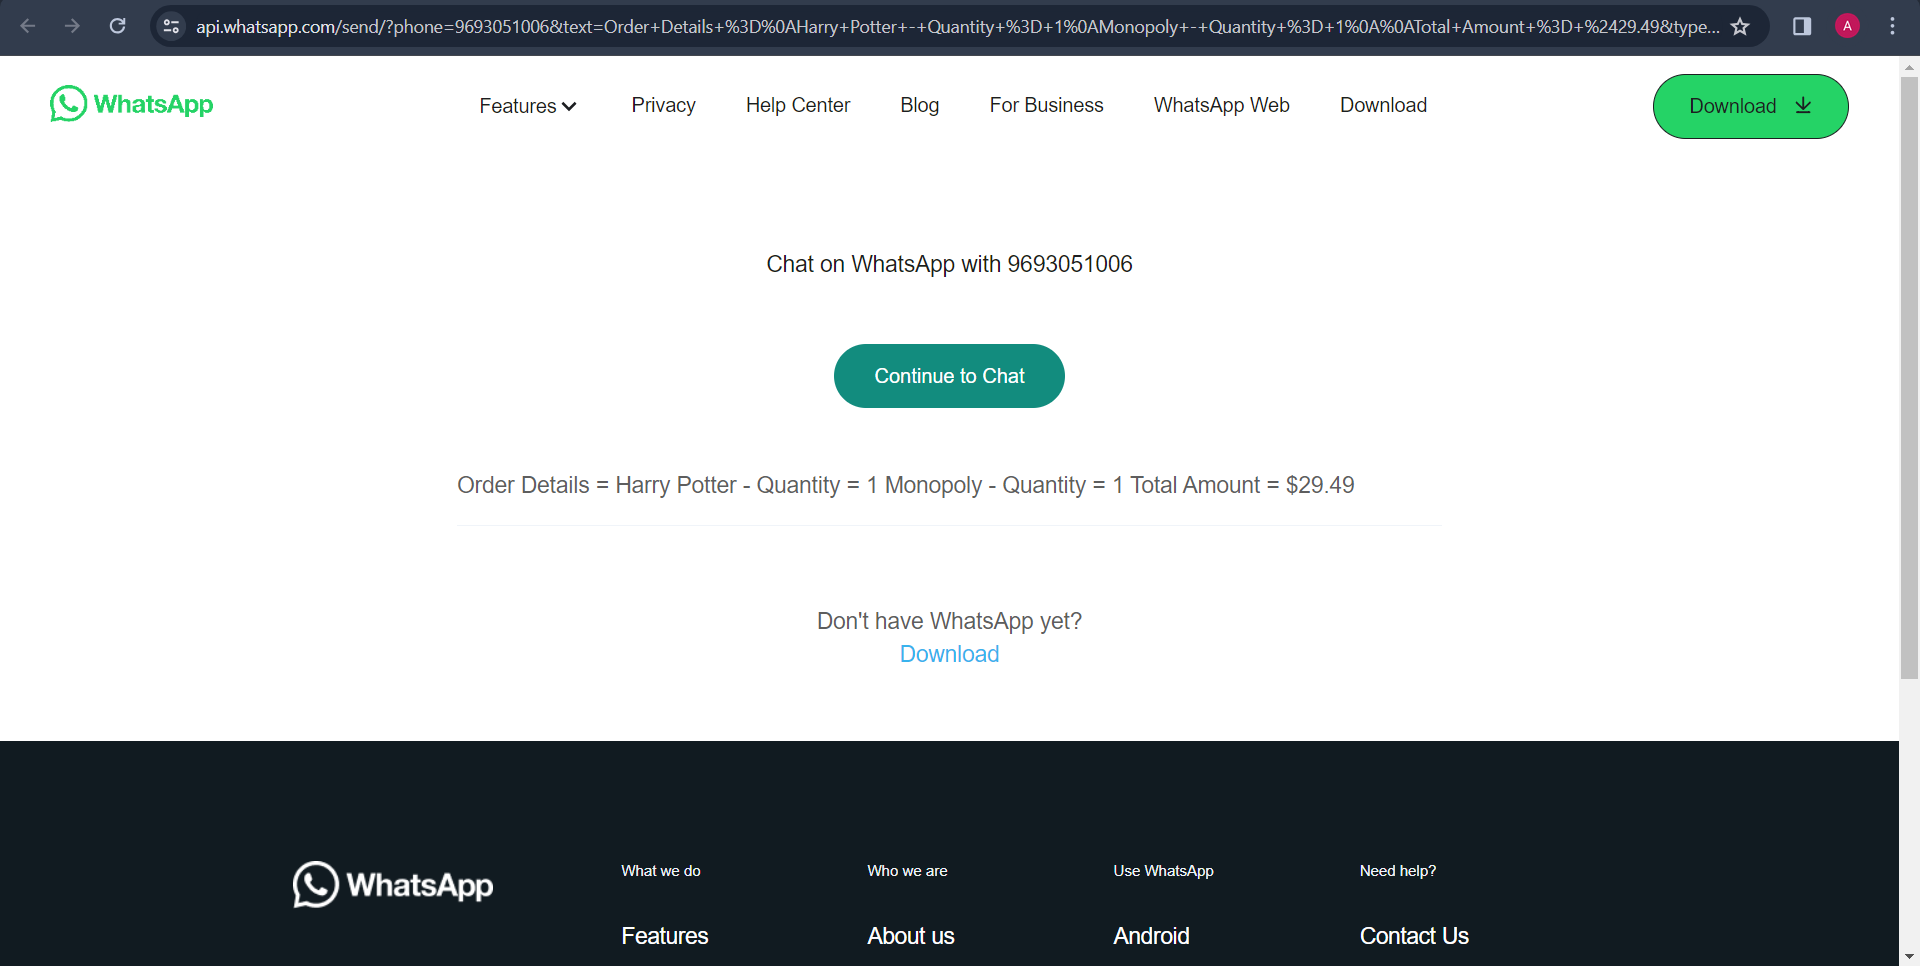 api.whatsapp.com/send/?phone=9693051006&text=Order+Details+%3D%0AHarry+Potter+-+Quantity+%3D+1%0AMonopoly+-+Quantity+%3D+1%0A%0ATotal+Amount+%3D+%2429.49&type...
A
WhatsApp
Features
Privacy
Help Center
Blog
For Business
WhatsApp Web
Download
Download
Chat on WhatsApp with 9693051006
Continue to Chat
Order Details = Harry Potter - Quantity = 1 Monopoly - Quantity = 1 Total Amount = $29.49
Don't have WhatsApp yet?
Download
WhatsApp
What we do
Who we are
Use WhatsApp
Need help?
Features
About us
Android
Contact Us